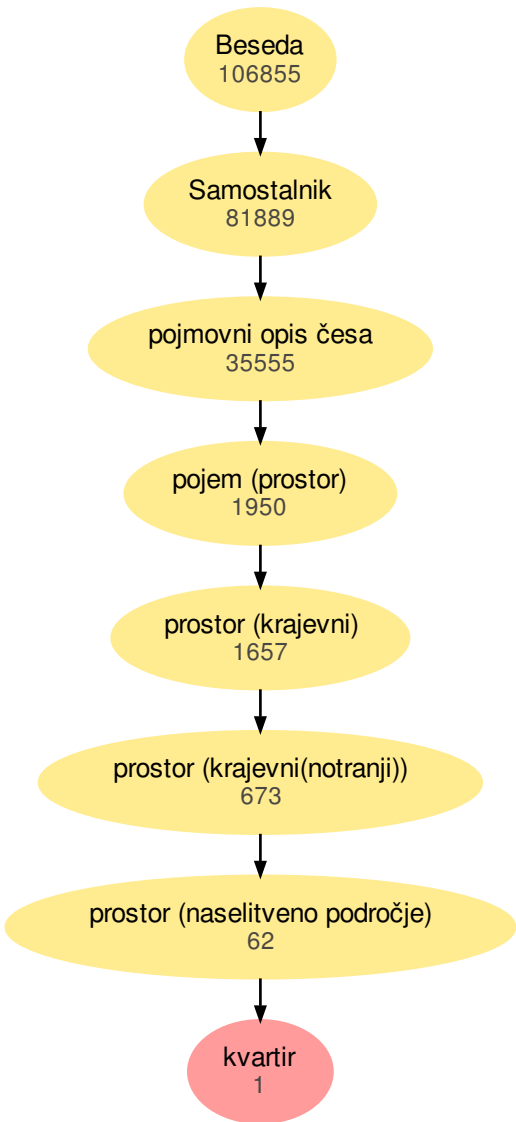 Beseda
106855
Samostalnik
81889
pojmovni opis česa
35555
pojem (prostor)
1950
prostor (krajevni)
1657
prostor (krajevni(notranji))
673
prostor (naselitveno področje)
62
kvartir
1